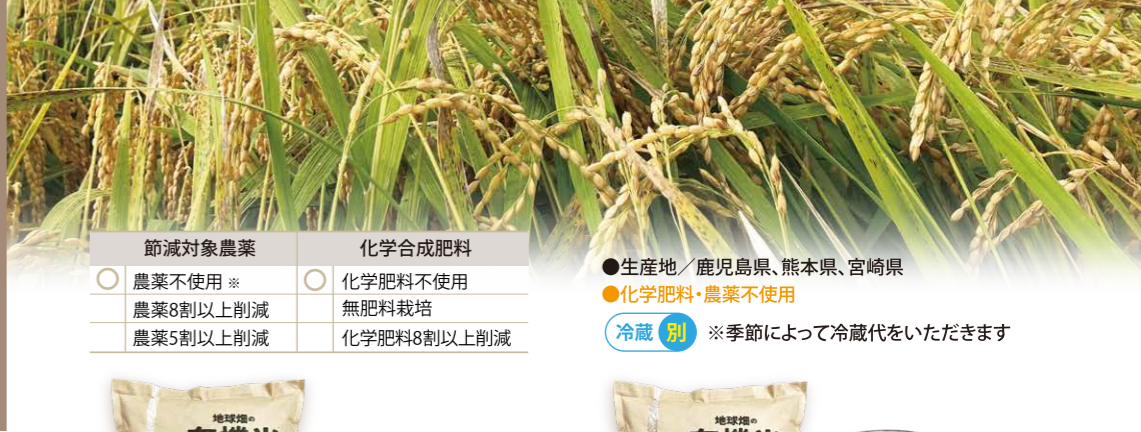 節減対象農薬 化学合成肥料
○ 農薬不使用 ※ ○ 化学肥料不使用
農薬8割以上削減 無肥料栽培
農薬5割以上削減 化学肥料8割以上削減
●生産地／鹿児島県、熊本県、宮崎県
●化学肥料・農薬不使用
冷蔵 別 ※季節によって冷蔵代をいただきます
地球畑の
地球畑の